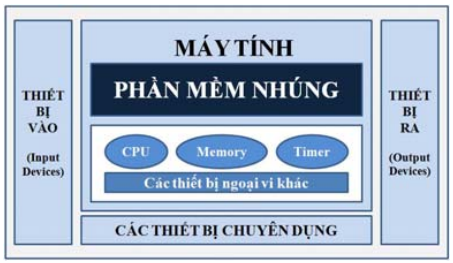 MÁY TÍNH
PHẦN MỀM NHÚNG
THIẾT
BỊ
VÀO
(Input
Devices)
CPU
Memory
Timer
Các thiết bị ngoại vi khác
THIẾT
BỊ
RA
(Output
Devices)
CÁC THIẾT BỊ CHUYÊN DỤNG